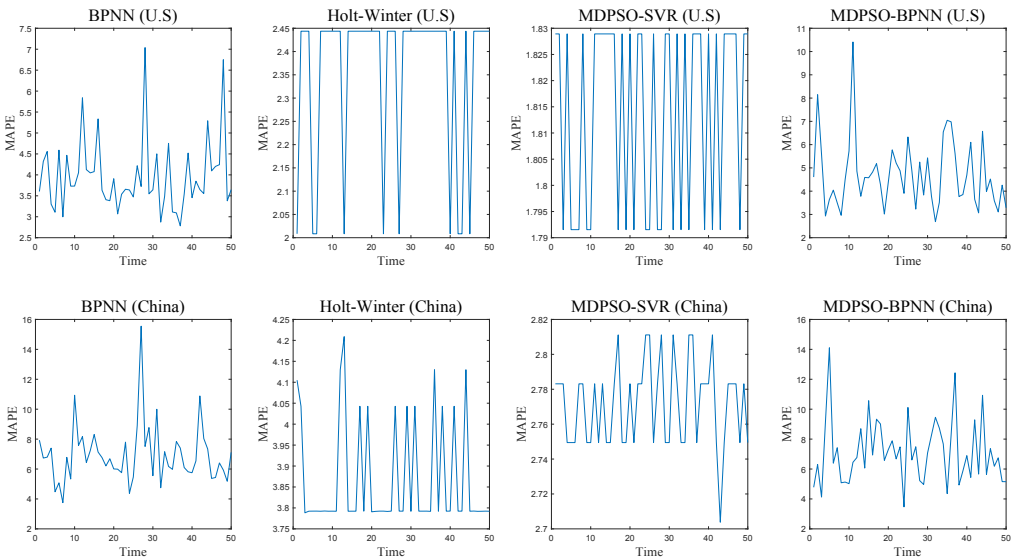 BPNN (U.S)
7.5
7
6.5
6
5.5
5
4.5
4
3.5
3
2.5
MAPE
0 10 20 30 40 50
Time
Holt-Winter (U.S)
2.45
2.4
2.35
2.3
2.25
2.2
2.15
2.1
2.05
2
MAPE
0 10 20 30 40 50
Time
MDPSO-SVR (U.S)
1.83
1.825
1.82
1.815
1.81
1.805
1.8
1.795
1.79
MAPE
0 10 20 30 40 50
Time
MDPSO-BPNN (U.S)
11
10
9
8
7
6
5
4
3
2
MAPE
0 10 20 30 40 50
Time
BPNN (China)
16
14
12
10
8
6
4
2
MAPE
0 10 20 30 40 50
Time
Holt-Winter (China)
4.25
4.2
4.15
4.1
4.05
4
3.95
3.9
3.85
3.8
3.75
MAPE
0 10 20 30 40 50
Time
MDPSO-SVR (China)
2.82
2.8
2.78
2.76
2.74
2.72
2.7
MAPE
0 10 20 30 40 50
Time
MDPSO-BPNN (China)
16
14
12
10
8
6
4
2
MAPE
0 10 20 30 40 50
Time